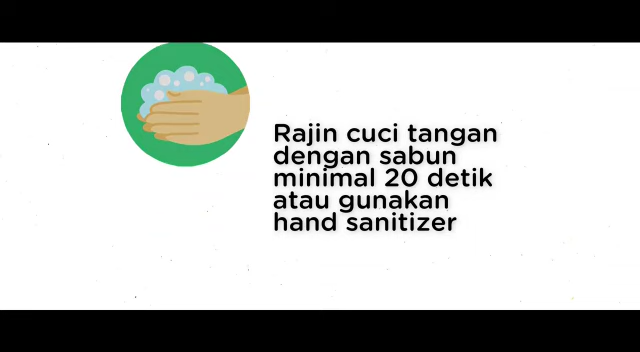 Rajin cuci tangan
dengan sabun
minimal 20 detik
atau gunakan
hand sanitizer